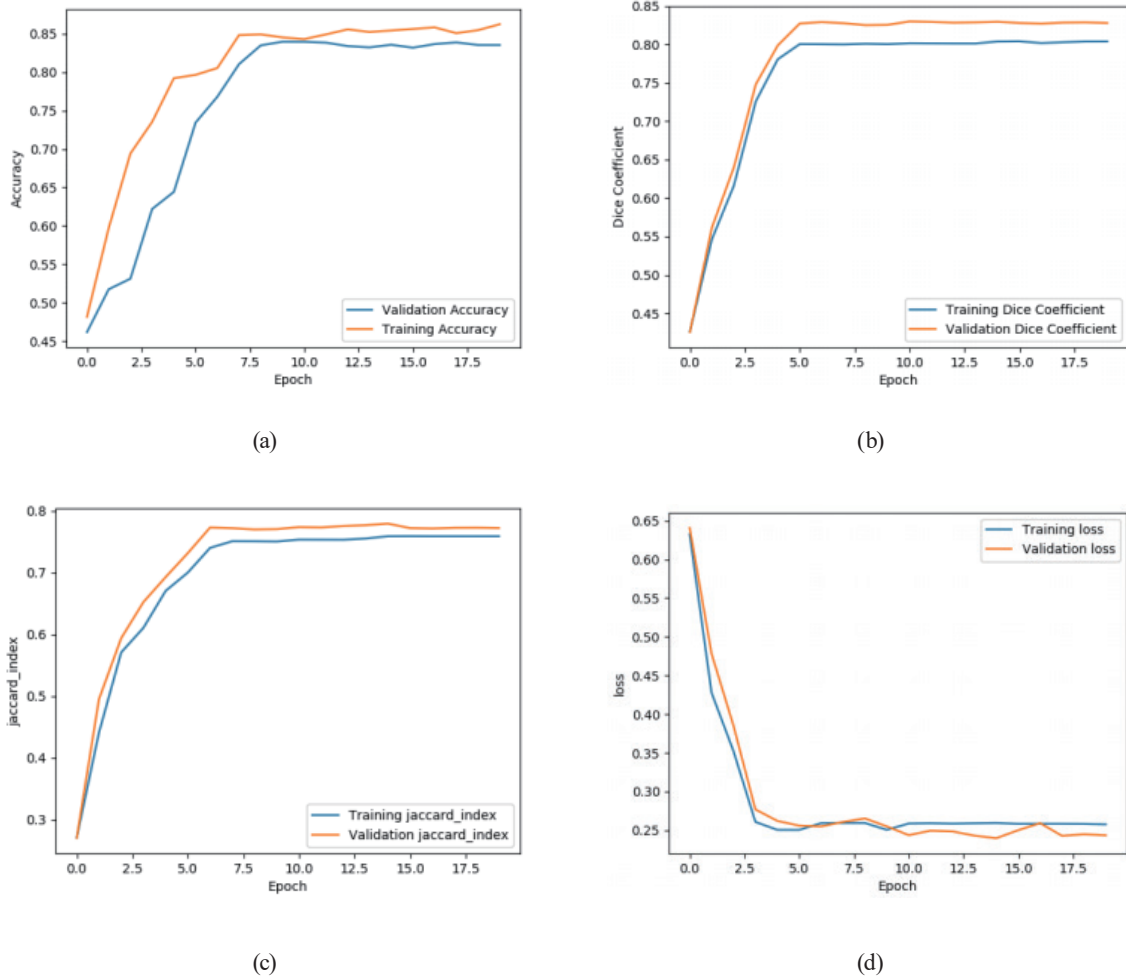 0.85
0.80
0.75
0.70
0.65
0.60
0.55
0.50
0.45
Accuracy
Validation Accuracy
Training Accuracy
0.0 2.5 5.0 7.5 10.0 12.5 15.0 17.5
Epoch
(a)
0.85
0.80
0.75
0.70
0.65
0.60
0.55
0.50
0.45
Dice Coefficient
Training Dice Coefficient
Validation Dice Coefficient
0.0 2.5 5.0 7.5 10.0 12.5 15.0 17.5
Epoch
(b)
0.8
0.7
0.6
0.5
0.4
0.3
jaccard_index
Training jaccard_index
Validation jaccard_index
0.0 2.5 5.0 7.5 10.0 12.5 15.0 17.5
Epoch
(c)
0.65
0.60
0.55
0.50
0.45
0.40
0.35
0.30
0.25
loss
Training loss
Validation loss
0.0 2.5 5.0 7.5 10.0 12.5 15.0 17.5
Epoch
(d)